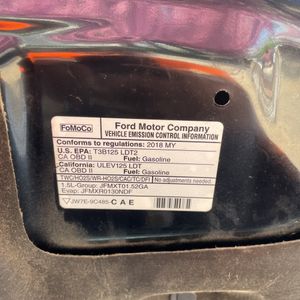 FoMoCo
Ford Motor Company
VEHICLE EMISSION CONTROL INFORMATION
Conforms to regulations: 2018 MY
U.S. EPA: T3B125 LDT2
CA OBD II Fuel: Gasoline
California: ULEV125 LDT
CA OBD II Fuel: Gasoline
TWC/HO2S/WR-HO2S/CAC/TC/DFI
No adjustments needed.
1.5L-Group: JFMXT01.52GA
Evap: JFMXR0130NDF
JW7E-9C485-CAE